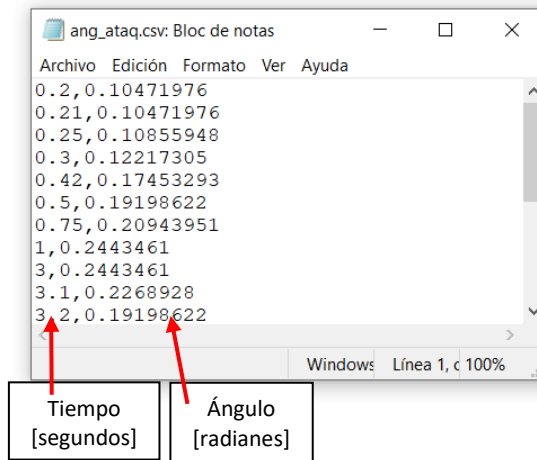 ang_ataq.csv: Bloc de notas
Archivo Edición Formato Ver Ayuda
0.2,0.10471976
0.21,0.10471976
0.25,0.10855948
0.3,0.12217305
0.42,0.17453293
0.5,0.19198622
0.75,0.20943951
1,0.2443461
3,0.2443461
3.1,0.2268928
3.2,0.19198622
Windows Línea 1, c 100%
Tiempo
[segundos]
Ángulo
[radianes]